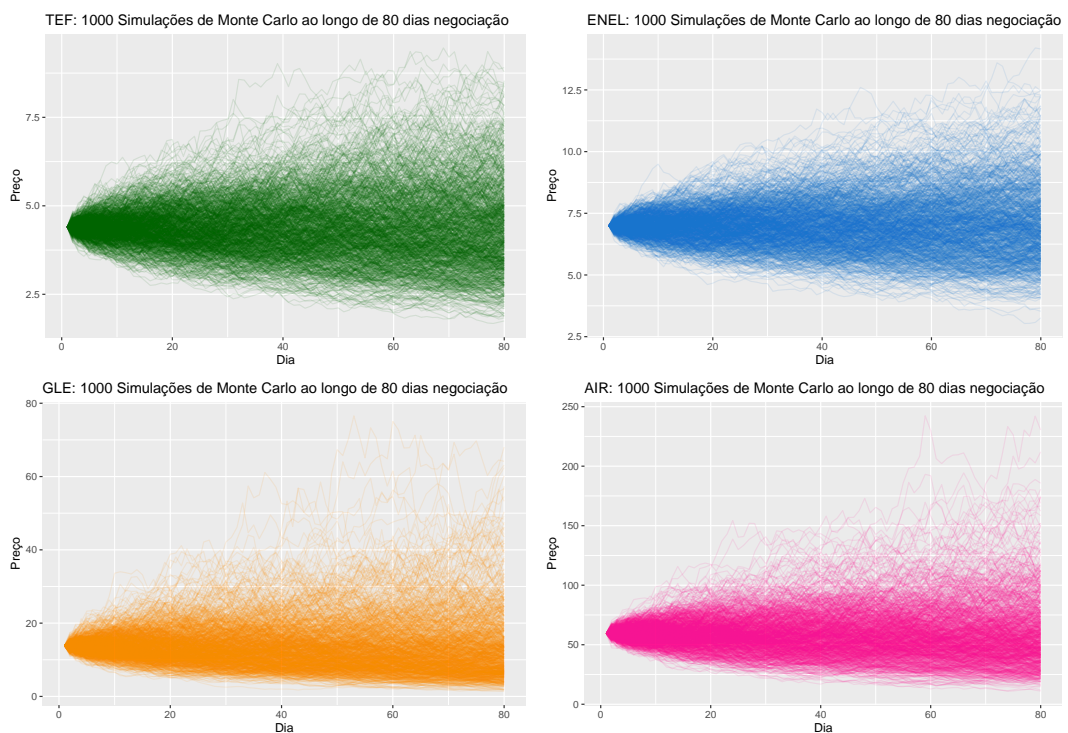 TEF: 1000 Simulações de Monte Carlo ao longo de 80 dias negociação
7.5
5.0
2.5
Preço
0 20 40 60 80
Dia
ENEL: 1000 Simulações de Monte Carlo ao longo de 80 dias negociação
12.5
10.0
7.5
5.0
2.5
Preço
0 20 40 60 80
Dia
GLE: 1000 Simulações de Monte Carlo ao longo de 80 dias negociação
80
60
40
20
0
Preço
0 20 40 60 80
Dia
AIR: 1000 Simulações de Monte Carlo ao longo de 80 dias negociação
250
200
150
100
50
0
Preço
0 20 40 60 80
Dia